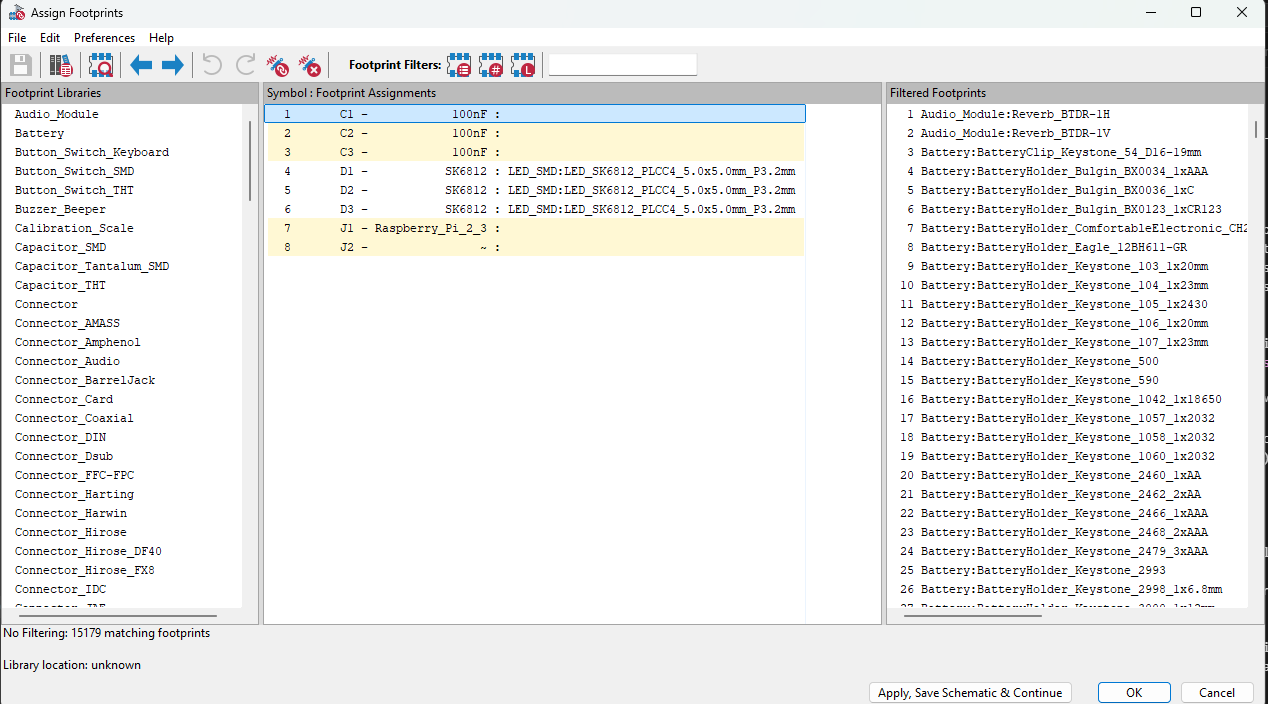 Assign Footprints
File Edit Preferences Help
Footprint Filters:
Footprint Libraries
Audio_Module
Battery
Button_Switch_Keyboard
Button_Switch_SMD
Button_Switch_THT
Buzzer_Beeper
Calibration_Scale
Capacitor_SMD
Capacitor_Tantalum_SMD
Capacitor_THT
Connector
Connector_AMASS
Connector_Amphenol
Connector_Audio
Connector_BarrelJack
Connector_Card
Connector_Coaxial
Connector_DIN
Connector_Dsub
Connector_FFC-FPC
Connector_Harting
Connector_Harwin
Connector_Hirose
Connector_Hirose_DF40
Connector_Hirose_FX8
Connector_IDC
Symbol : Footprint Assignments
1 C1 - 100nF :
2 C2 - 100nF :
3 C3 - 100nF :
4 D1 - SK6812 : LED_SMD:LED_SK6812_PLCC4_5.0x5.0mm_P3.2mm
5 D2 - SK6812 : LED_SMD:LED_SK6812_PLCC4_5.0x5.0mm_P3.2mm
6 D3 - SK6812 : LED_SMD:LED_SK6812_PLCC4_5.0x5.0mm_P3.2mm
7 J1 - Raspberry_Pi_2_3 :
8 J2 - ~ :
Filtered Footprints
1 Audio_Module:Reverb_BTDR-1H
2 Audio_Module:Reverb_BTDR-1V
3 Battery:BatteryClip_Keystone_54_D16-19mm
4 Battery:BatteryHolder_Bulgin_BX0034_1xAAA
5 Battery:BatteryHolder_Bulgin_BX0036_1xC
6 Battery:BatteryHolder_Bulgin_BX0123_1xCR123
7 Battery:BatteryHolder_ComfortableElectronic_CH2
8 Battery:BatteryHolder_Eagle_12BH611-GR
9 Battery:BatteryHolder_Keystone_103_1x20mm
10 Battery:BatteryHolder_Keystone_104_1x23mm
11 Battery:BatteryHolder_Keystone_105_1x2430
12 Battery:BatteryHolder_Keystone_106_1x20mm
13 Battery:BatteryHolder_Keystone_107_1x23mm
14 Battery:BatteryHolder_Keystone_500
15 Battery:BatteryHolder_Keystone_590
16 Battery:BatteryHolder_Keystone_1042_1x18650
17 Battery:BatteryHolder_Keystone_1057_1x2032
18 Battery:BatteryHolder_Keystone_1058_1x2032
19 Battery:BatteryHolder_Keystone_1060_1x2032
20 Battery:BatteryHolder_Keystone_2460_1xAA
21 Battery:BatteryHolder_Keystone_2462_2xAA
22 Battery:BatteryHolder_Keystone_2466_1xAAA
23 Battery:BatteryHolder_Keystone_2468_2xAAA
24 Battery:BatteryHolder_Keystone_2479_3xAAA
25 Battery:BatteryHolder_Keystone_2993
26 Battery:BatteryHolder_Keystone_2998_1x6.8mm
No Filtering: 15179 matching footprints
Library location: unknown
Apply, Save Schematic & Continue
OK
Cancel